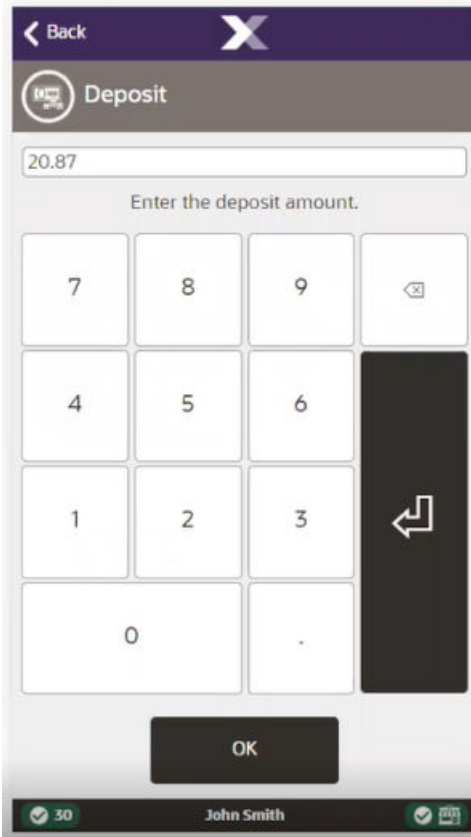 Back
Deposit
20.87
Enter the deposit amount.
7 8 9
4 5 6
1 2 3
0 .
OK
30 John Smith